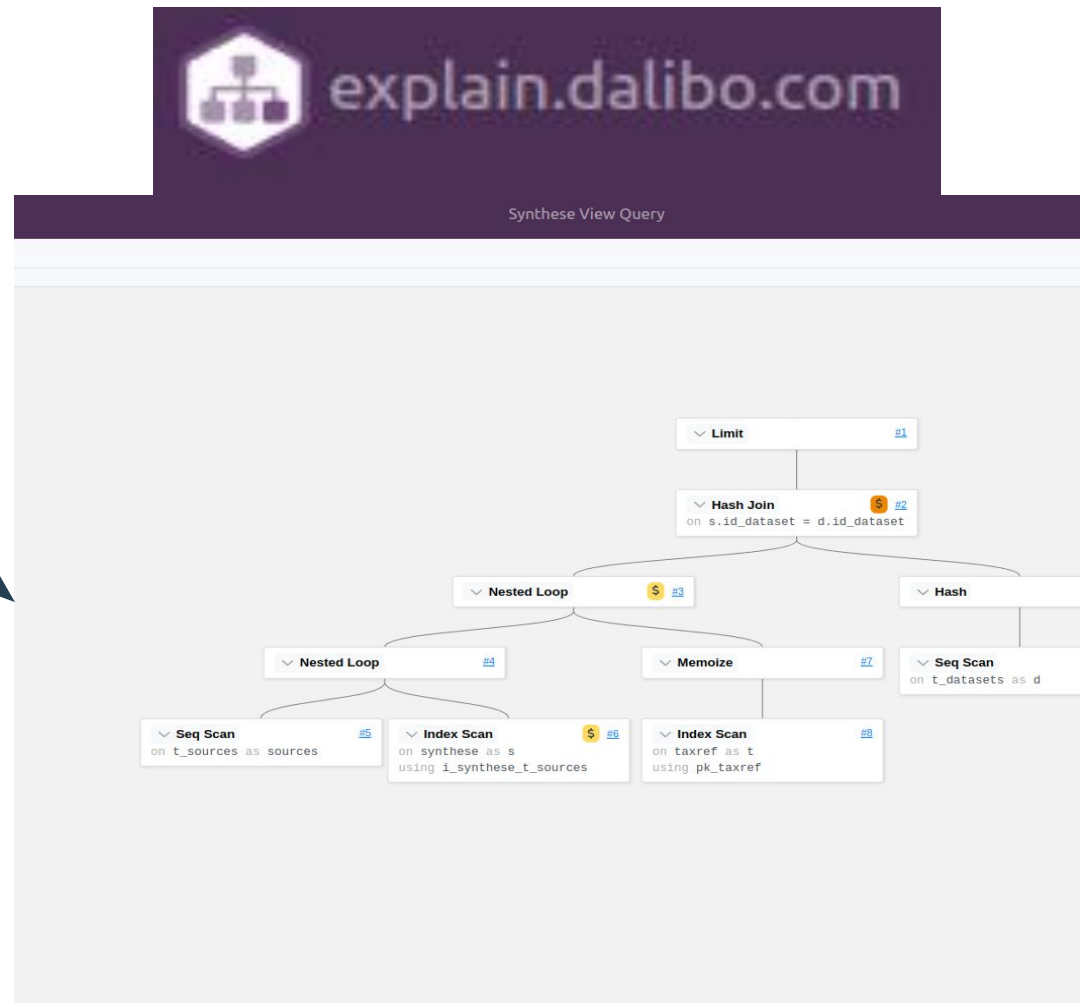 explain.dalibo.com
Synthese View Query
Limit #1
Hash Join $ #2
on s.id_dataset = d.id_dataset
Nested Loop $ #3
Hash
Nested Loop #4
Memoize #7
Seq Scan
on t_datasets as d
Seq Scan #5
on t_sources as sources
Index Scan $ #6
on synthese as s
using i_synthese_t_sources
Index Scan #8
on taxref as t
using pk_taxref